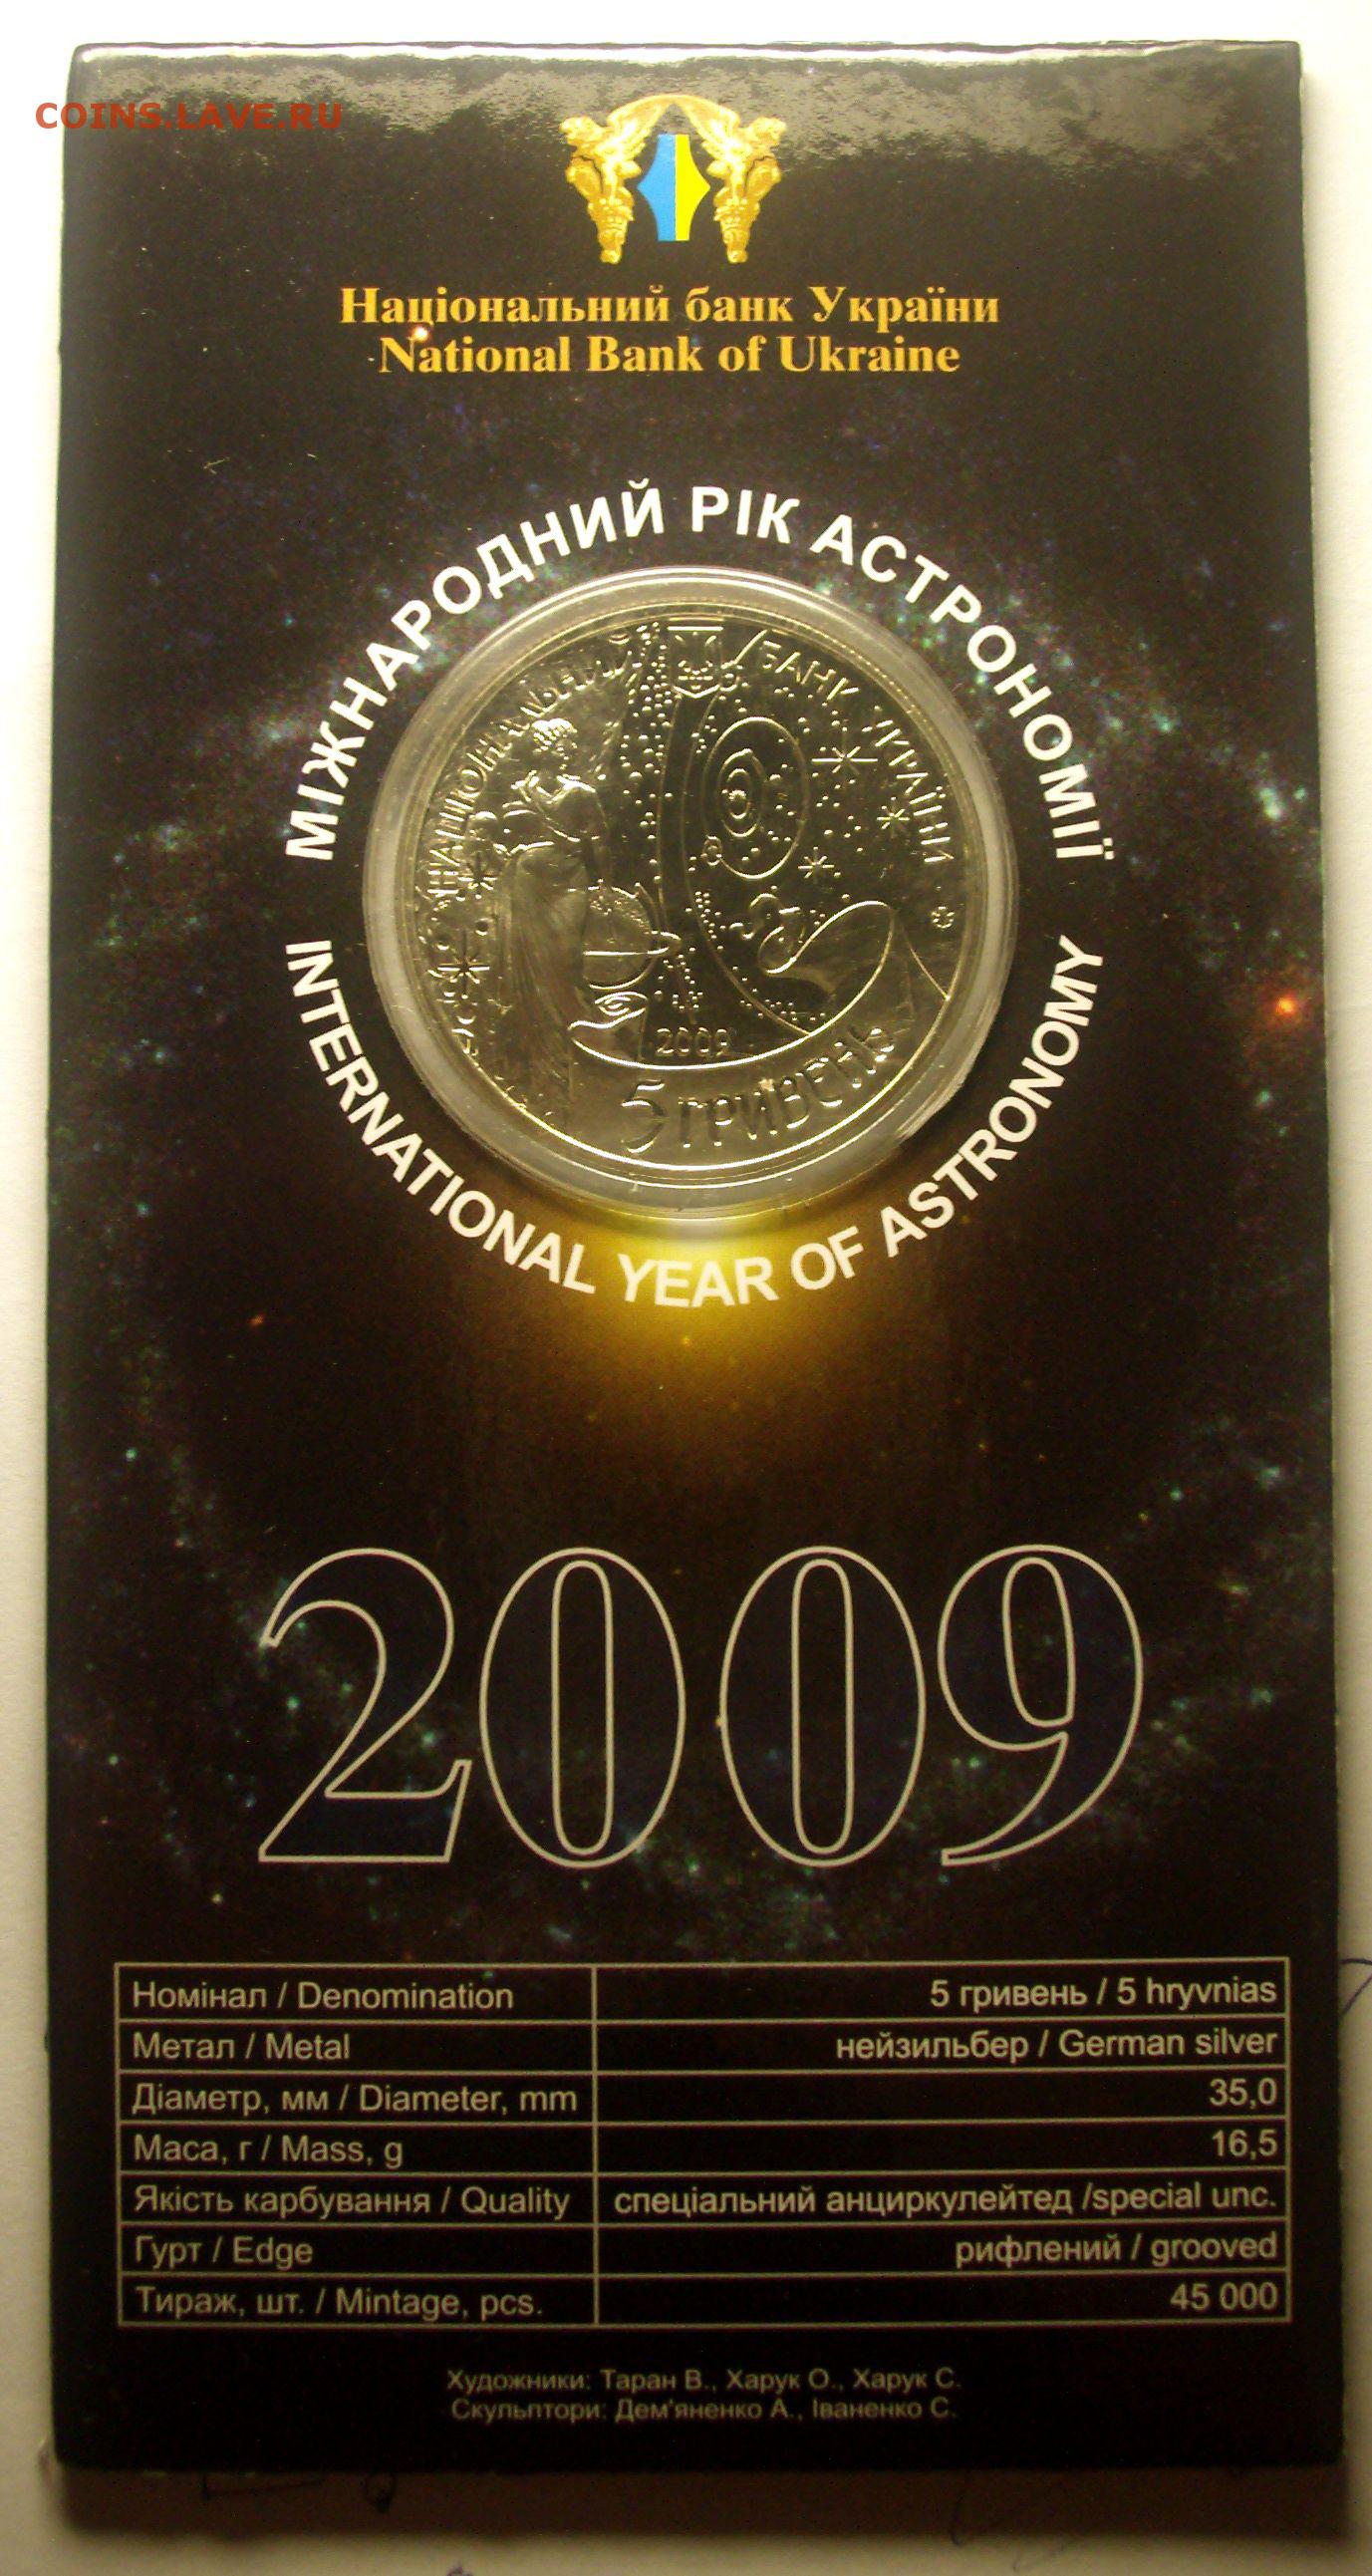 COINS.LAVE.RU
Національний банк України
National Bank of Ukraine
МІЖНАРОДНИЙ РІК АСТРОНОМІЇ
НАЦІОНАЛЬНИЙ БАНК УКРАЇНИ
2009
5 ГРИВЕНЬ
INTERNATIONAL YEAR OF ASTRONOMY
2009
Номінал / Denomination 5 гривень / 5 hryvnias
Метал / Metal нейзильбер / German silver
Діаметр, мм / Diameter, mm 35,0
Маса, г / Mass, g 16,5
Якість карбування / Quality спеціальний анциркулейтед /special unc.
Гурт / Edge рифлений / grooved
Тираж, шт. / Mintage, pcs. 45 000
Художники: Таран В., Харук О., Харук С.
Скульптори: Дем'яненко А., Іваненко С.